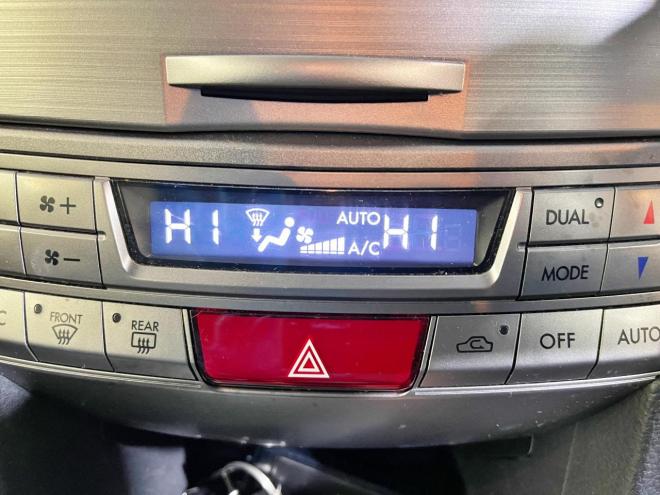 HI AUTO HI
A/C
+
-
DUAL
MODE
C
FRONT
REAR
OFF
AUTO